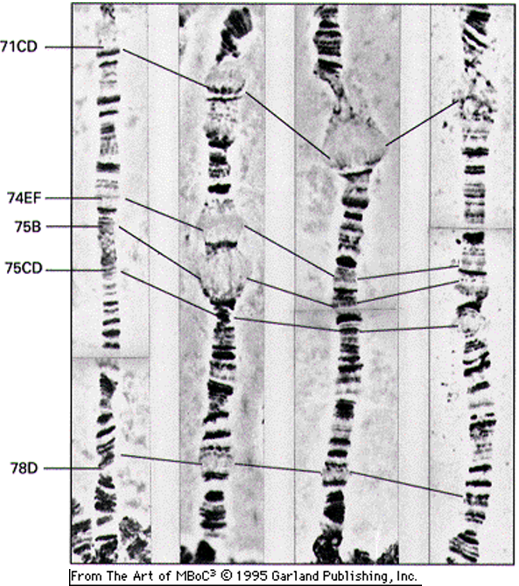 71CD
74EF
75B
75CD
78D
From The Art of MBoC³ © 1995 Garland Publishing, Inc.